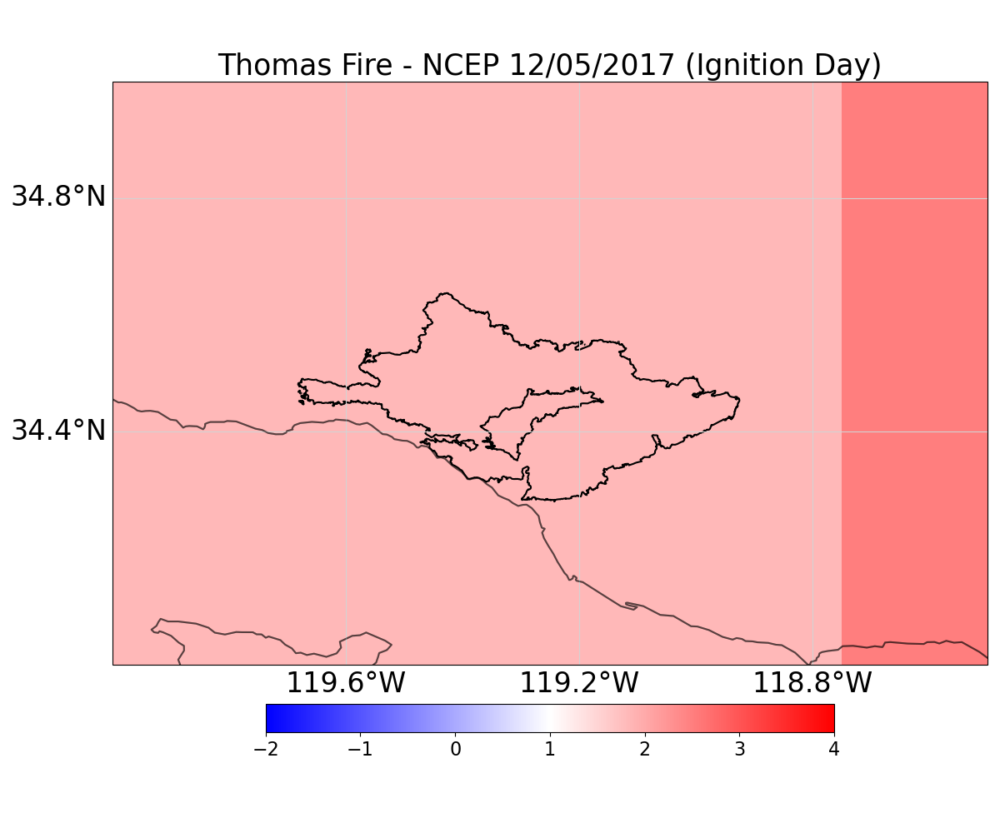 Thomas Fire - NCEP 12/05/2017 (Ignition Day)
34.8°N
34.4°N
119.6°W 119.2°W 118.8°W
−2 −1 0 1 2 3 4